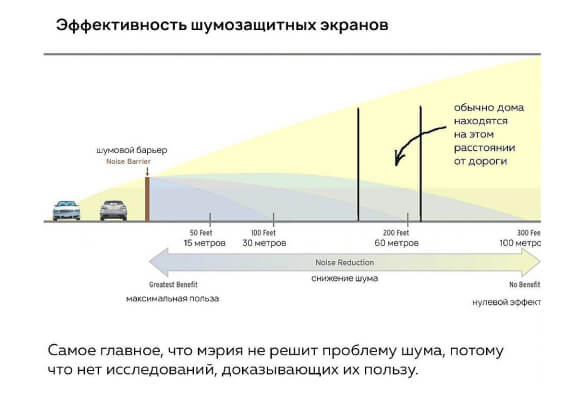 Эффективность шумозащитных экранов
обычно дома
находятся
на этом
расстоянии
от дороги
шумовой барьер
Noise Barrier
50 Feet
100 Feet
200 Feet
300 Fee
15 метров
30 метров
60 метров
100 метрс
Noise Reduction
снижение шума
Greatest Benefit
No Benefit
максимальная польза
нулевой эффект
Самое главное, что мэрия не решит проблему шума, потому
что нет исследований, доказывающих их пользу.